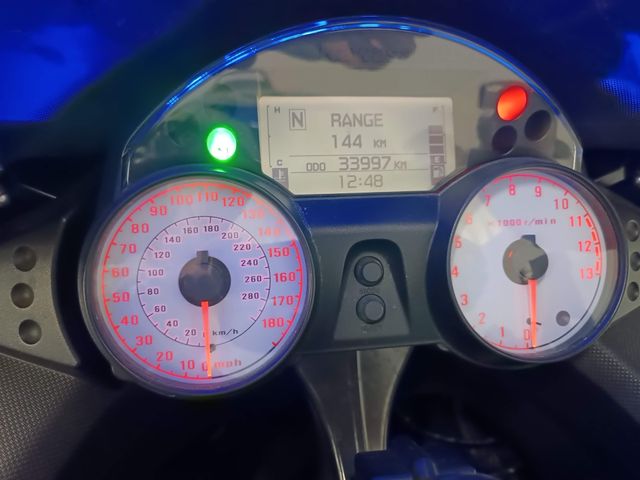 H F
N RANGE
144 KM
C E
ODO 33997 KM
12:48
0 10 20 30 40 50 60 70 80 90 100 110 120 130 140 150 160 170 180
mph
20 40 60 80 100 120 140 160 180 200 220 240 260 280
km/h
0 1 2 3 4 5 6 7 8 9 10 11 12 13
×1000r/min